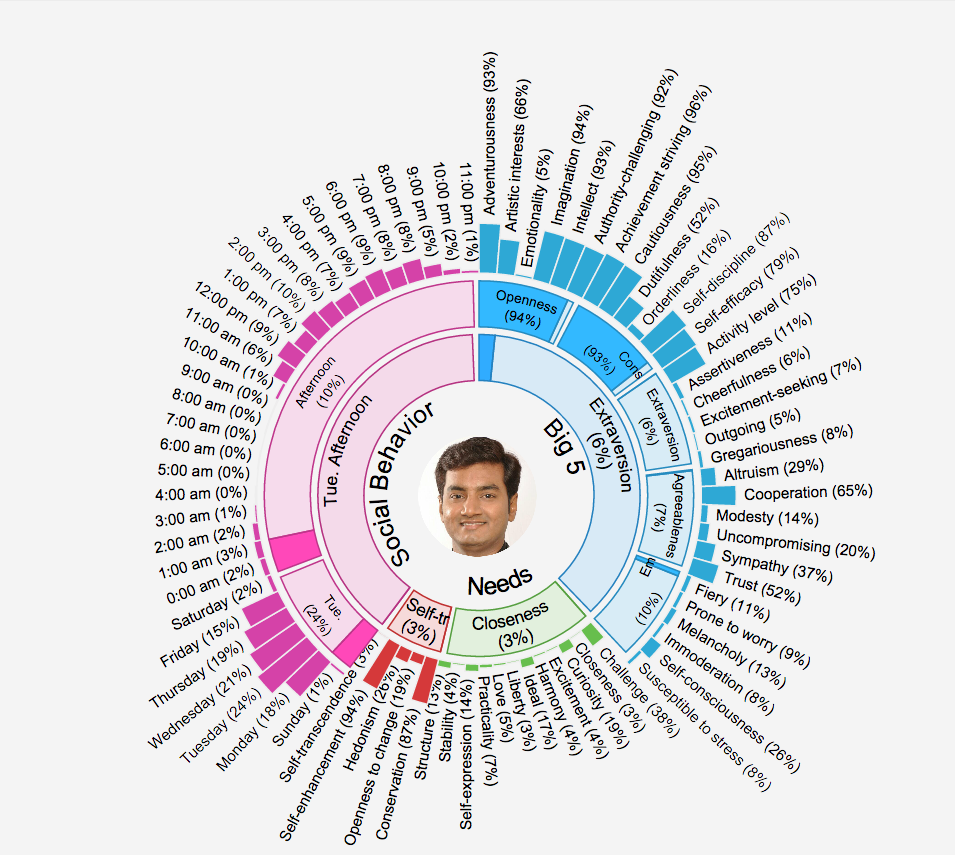 Adventurousness (93%)
Artistic interests (66%)
Emotionality (5%)
Imagination (94%)
Intellect (93%)
Authority-challenging (92%)
Achievement striving (96%)
Cautiousness (95%)
Dutifulness (52%)
Orderliness (16%)
Self-discipline (87%)
Self-efficacy (79%)
Activity level (75%)
Assertiveness (11%)
Cheerfulness (6%)
Excitement-seeking (7%)
Outgoing (5%)
Gregariousness (8%)
Altruism (29%)
Cooperation (65%)
Modesty (14%)
Uncompromising (20%)
Sympathy (37%)
Trust (52%)
Fiery (11%)
Prone to worry (9%)
Melancholy (13%)
Immoderation (8%)
Self-consciousness (26%)
Susceptible to stress (8%)
Challenge (38%)
Closeness (3%)
Curiosity (19%)
Excitement (4%)
Harmony (4%)
Ideal (17%)
Liberty (3%)
Love (5%)
Practicality (7%)
Self-expression (14%)
Stability (4%)
Structure (13%)
Conservation (87%)
Openness to change (19%)
Hedonism (26%)
Self-enhancement (94%)
Self-transcendence (3%)
Sunday (1%)
Monday (18%)
Tuesday (24%)
Wednesday (21%)
Thursday (19%)
Friday (15%)
Saturday (2%)
0:00 am (2%)
1:00 am (3%)
2:00 am (2%)
3:00 am (1%)
4:00 am (0%)
5:00 am (0%)
6:00 am (0%)
7:00 am (0%)
8:00 am (0%)
9:00 am (0%)
10:00 am (1%)
11:00 am (6%)
12:00 pm (9%)
1:00 pm (7%)
2:00 pm (10%)
3:00 pm (8%)
4:00 pm (7%)
5:00 pm (9%)
6:00 pm (9%)
7:00 pm (8%)
8:00 pm (8%)
9:00 pm (5%)
10:00 pm (2%)
11:00 pm (1%)
Openness
(94%)
Cons
(93%)
Extraversion
(6%)
Agreeablenes
(7%)
Em
(10%)
Tue.
(24%)
Afternoon
(10%)
Extraversion
(6%)
Closeness
(3%)
Self-tr
(3%)
Tue. Afternoon
Big 5
Needs
Social Behavior